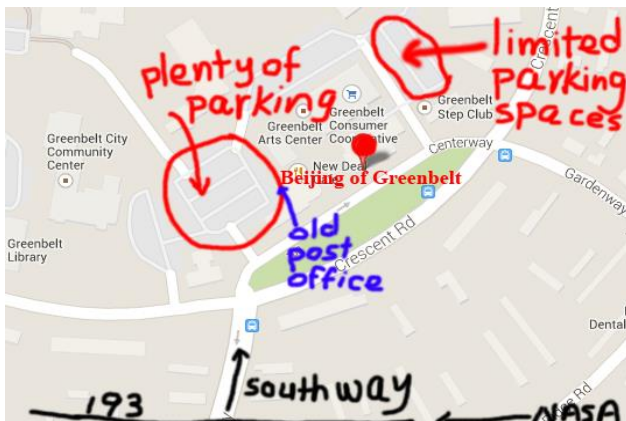 limited
parking
spaces
plenty of
parking
Crescent
Greenbelt
Consumer
Cooperative
Greenbelt
Arts Center
Greenbelt
Step Club
Greenbelt City
Community
Center
Centerway
New Deal
Beijing of Greenbelt
Gardenway
old
post
office
Crescent Rd
Greenbelt
Library
Dental
southway
193
NASA
Rd